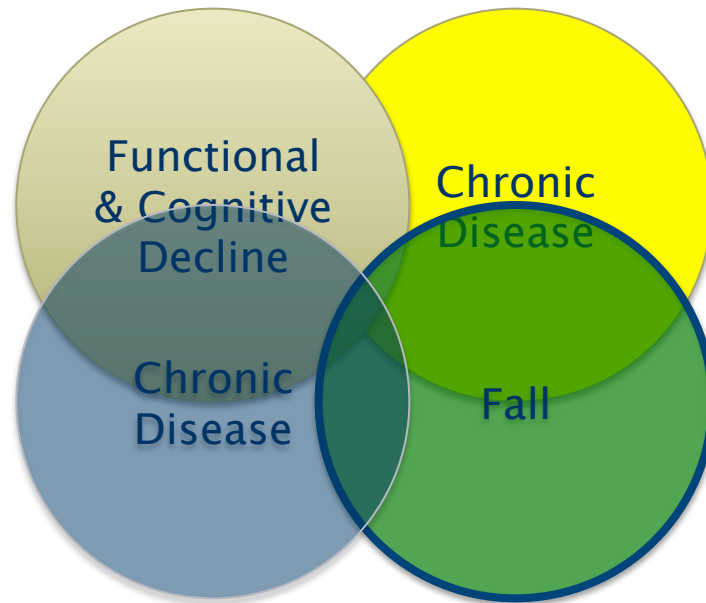 Functional
& Cognitive
Decline
Chronic
Disease
Chronic
Disease
Fall